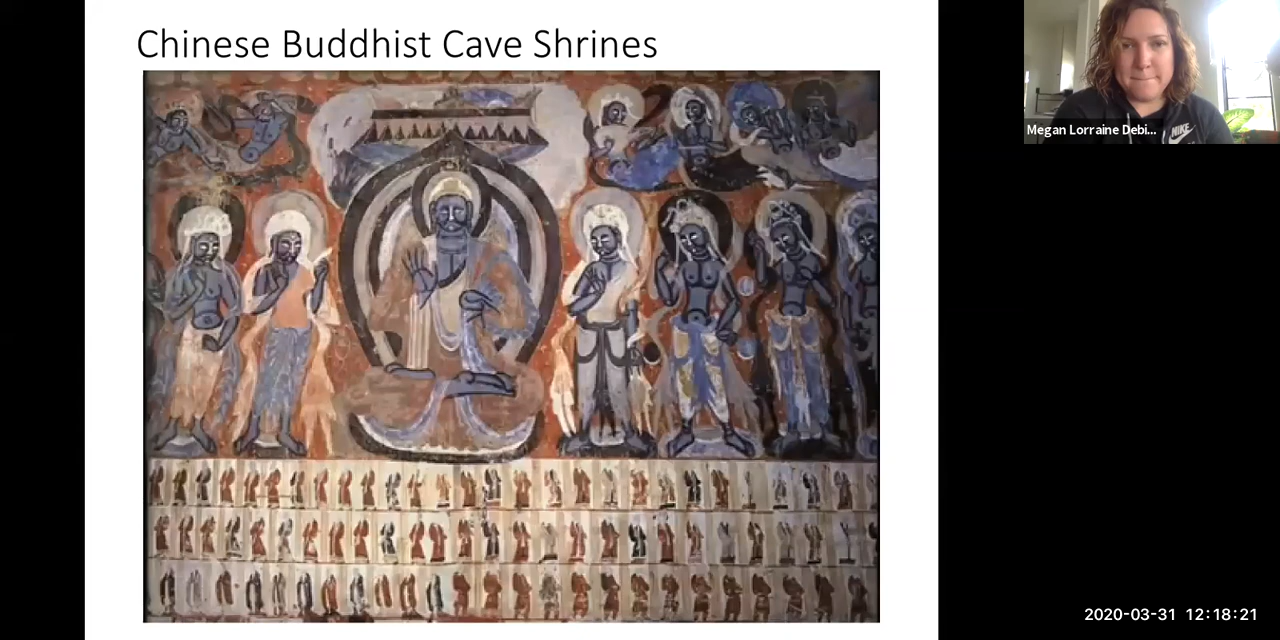 Chinese Buddhist Cave Shrines
Megan Lorraine Debi...
NIKE
2020-03-31 12:18:21